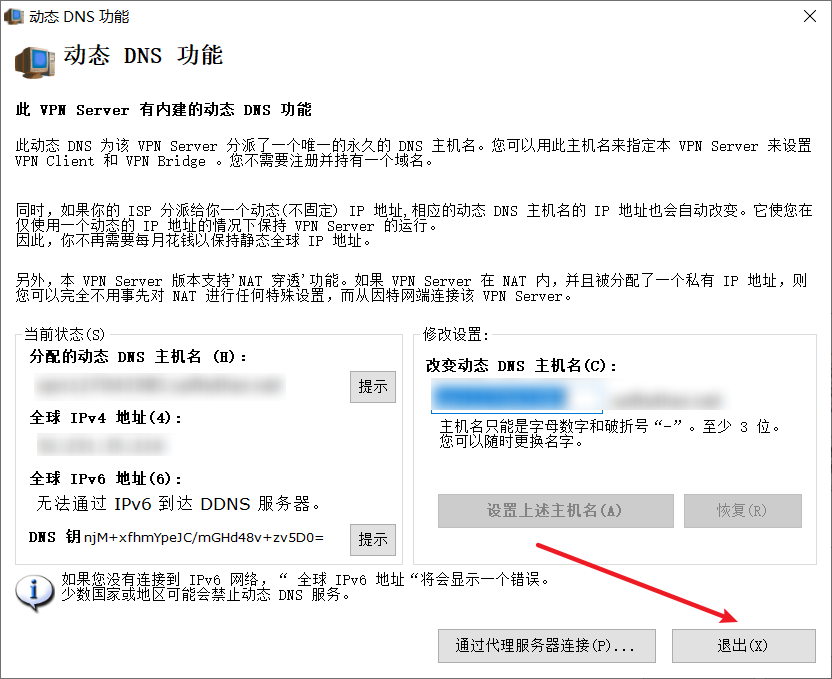 动态 DNS 功能
动态 DNS 功能
此 VPN Server 有内建的动态 DNS 功能
此动态 DNS 为该 VPN Server 分派了一个唯一的永久的 DNS 主机名。您可以用此主机名来指定本 VPN Server 来设置
VPN Client 和 VPN Bridge 。您不需要注册并持有一个域名。
同时，如果你的 ISP 分派给你一个动态(不固定) IP 地址,相应的动态 DNS 主机名的 IP 地址也会自动改变。它使您在
仅使用一个动态的 IP 地址的情况下保持 VPN Server 的运行。
因此，你不再需要每月花钱以保持静态全球 IP 地址。
另外，本 VPN Server 版本支持'NAT 穿透'功能。如果 VPN Server 在 NAT 内，并且被分配了一个私有 IP 地址，则
您可以完全不用事先对 NAT 进行任何特殊设置，而从因特网端连接该 VPN Server。
当前状态(S)
分配的动态 DNS 主机名 (H):
提示
全球 IPv4 地址(4):
全球 IPv6 地址(6):
无法通过 IPv6 到达 DDNS 服务器。
DNS 钥 njM+xfhmYpeJC/mGHd48v+zv5D0=
提示
修改设置:
改变动态 DNS 主机名(C):
主机名只能是字母数字和破折号“-”。至少 3 位。
您可以随时更换名字。
设置上述主机名(A)
恢复(R)
如果您没有连接到 IPv6 网络，“ 全球 IPv6 地址“将会显示一个错误。
少数国家或地区可能会禁止动态 DNS 服务。
通过代理服务器连接(P)...
退出(X)